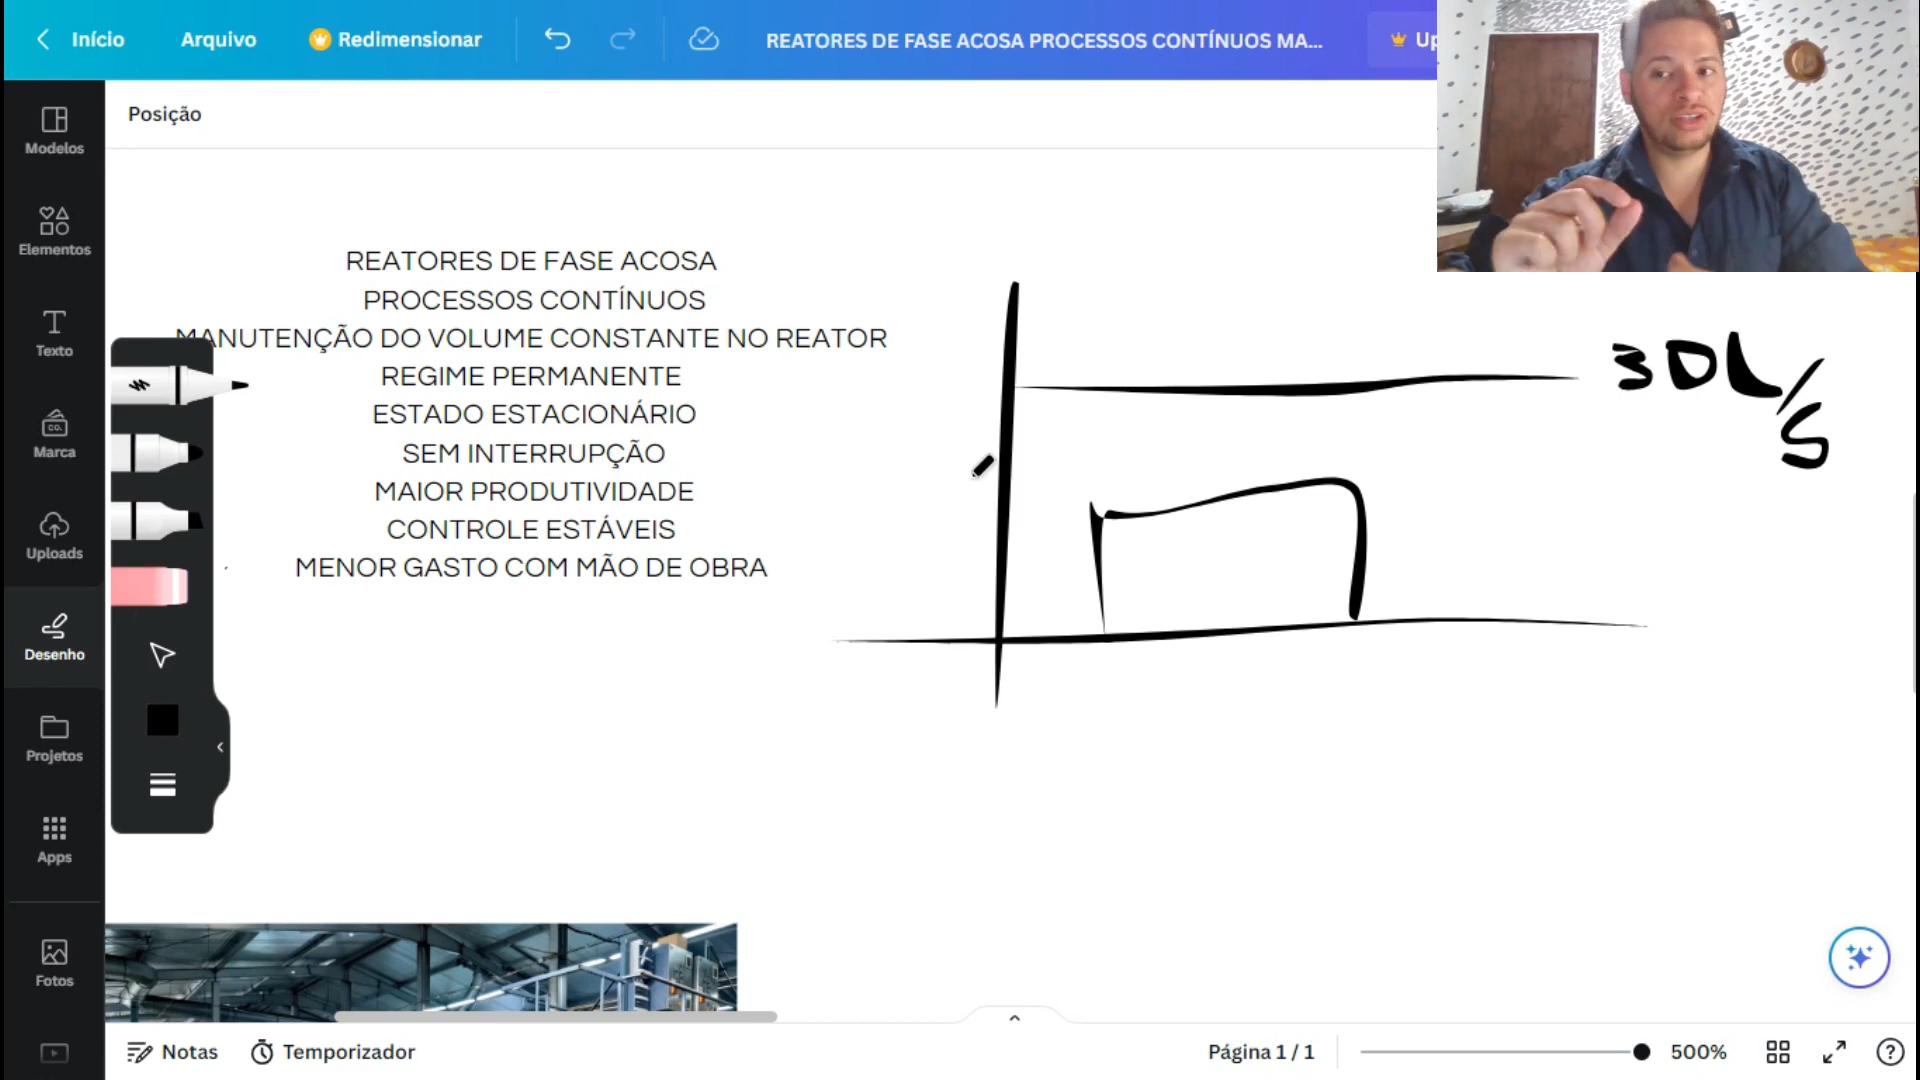 Início
Arquivo
Redimensionar
REATORES DE FASE ACOSA PROCESSOS CONTÍNUOS MA...
Up
Posição
Modelos
Elementos
Texto
CO.
Marca
Uploads
Desenho
Projetos
Apps
Fotos
REATORES DE FASE ACOSA
PROCESSOS CONTÍNUOS
MANUTENÇÃO DO VOLUME CONSTANTE NO REATOR
REGIME PERMANENTE
ESTADO ESTACIONÁRIO
SEM INTERRUPÇÃO
MAIOR PRODUTIVIDADE
CONTROLE ESTÁVEIS
MENOR GASTO COM MÃO DE OBRA
30L/S
Notas
Temporizador
Página 1 / 1
500%
?